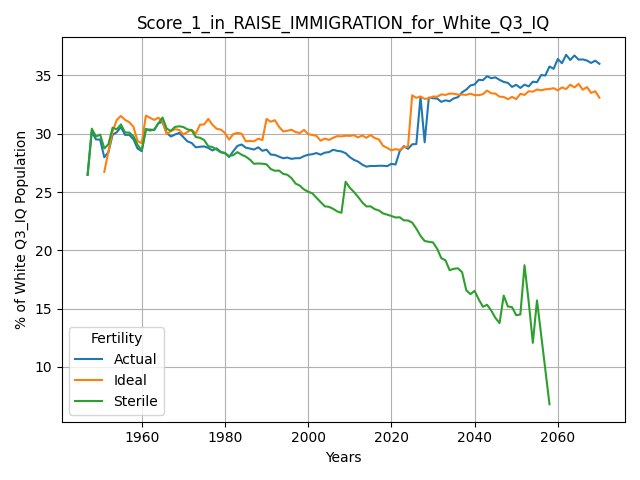 Score_1_in_RAISE_IMMIGRATION_for_White_Q3_IQ
% of White Q3_IQ Population
35
30
25
20
15
10
Fertility
Actual
Ideal
Sterile
1960 1980 2000 2020 2040 2060
Years